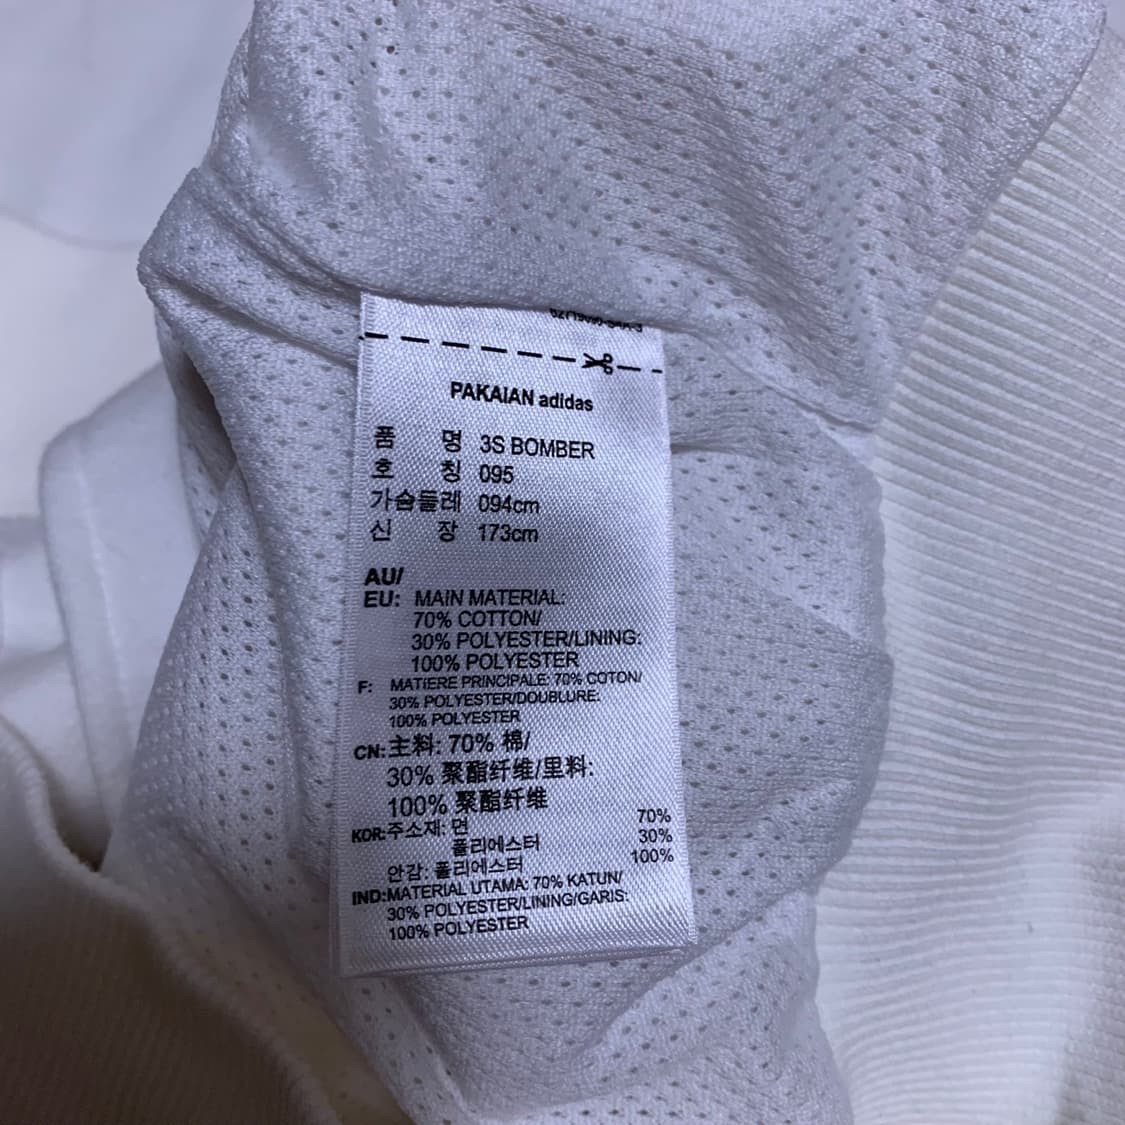 PAKAIAN adidas
품 명 3S BOMBER
호 칭 095
가슴둘레 094cm
신 장 173cm
AU/
EU: MAIN MATERIAL:
70% COTTON/
30% POLYESTER/LINING:
100% POLYESTER
F: MATIERE PRINCIPALE: 70% COTON/
30% POLYESTER/DOUBLURE:
100% POLYESTER
CN: 主料: 70% 棉/
30% 聚酯纤维/里料:
100% 聚酯纤维
KOR: 주소재: 면 70%
폴리에스터 30%
안감: 폴리에스터 100%
IND: MATERIAL UTAMA: 70% KATUN/
30% POLYESTER/LINING/GARIS:
100% POLYESTER